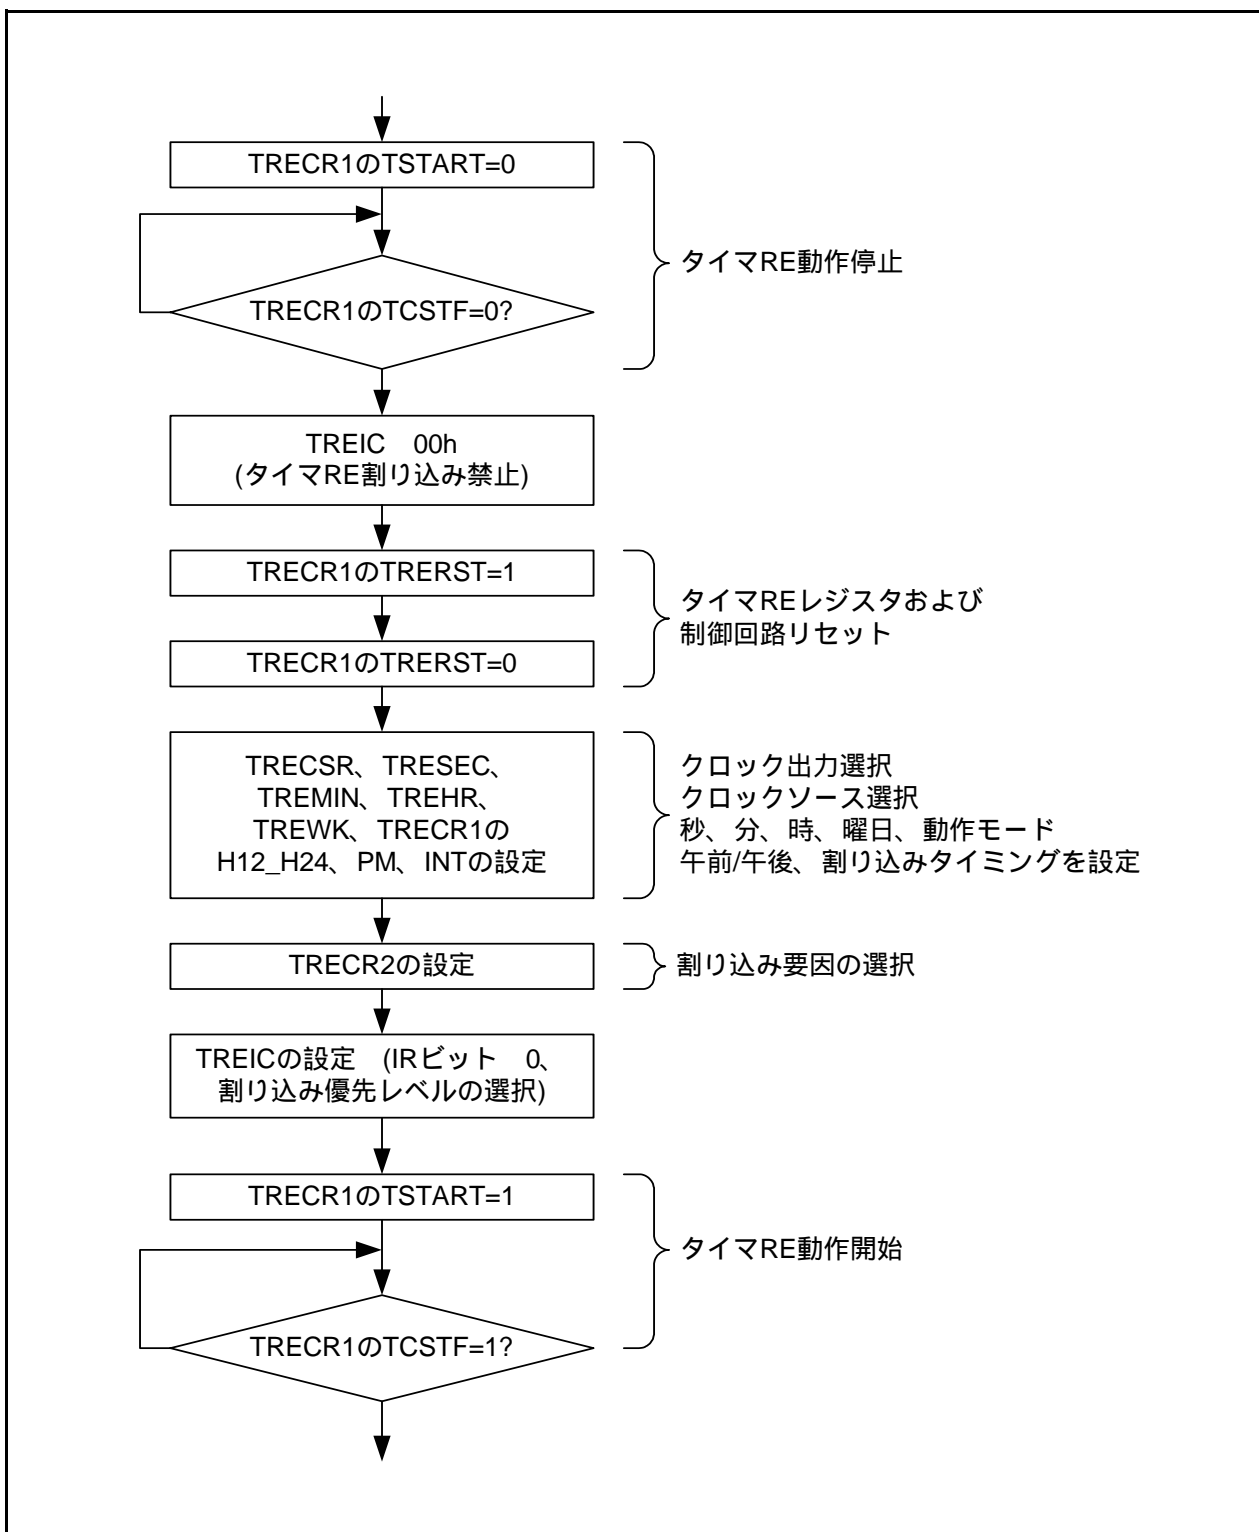 TRECR1のTSTART=0
タイマRE動作停止
TRECR1のTCSTF=0?
TREIC　00h
(タイマRE割り込み禁止)
TRECR1のTRERST=1
タイマREレジスタおよび
制御回路リセット
TRECR1のTRERST=0
TRECSR、TRESEC、
TREMIN、TREHR、
TREWK、TRECR1の
H12_H24、PM、INTの設定
クロック出力選択
クロックソース選択
秒、分、時、曜日、動作モード
午前/午後、割り込みタイミングを設定
TRECR2の設定
割り込み要因の選択
TREICの設定　(IRビット　0、
割り込み優先レベルの選択)
TRECR1のTSTART=1
タイマRE動作開始
TRECR1のTCSTF=1?